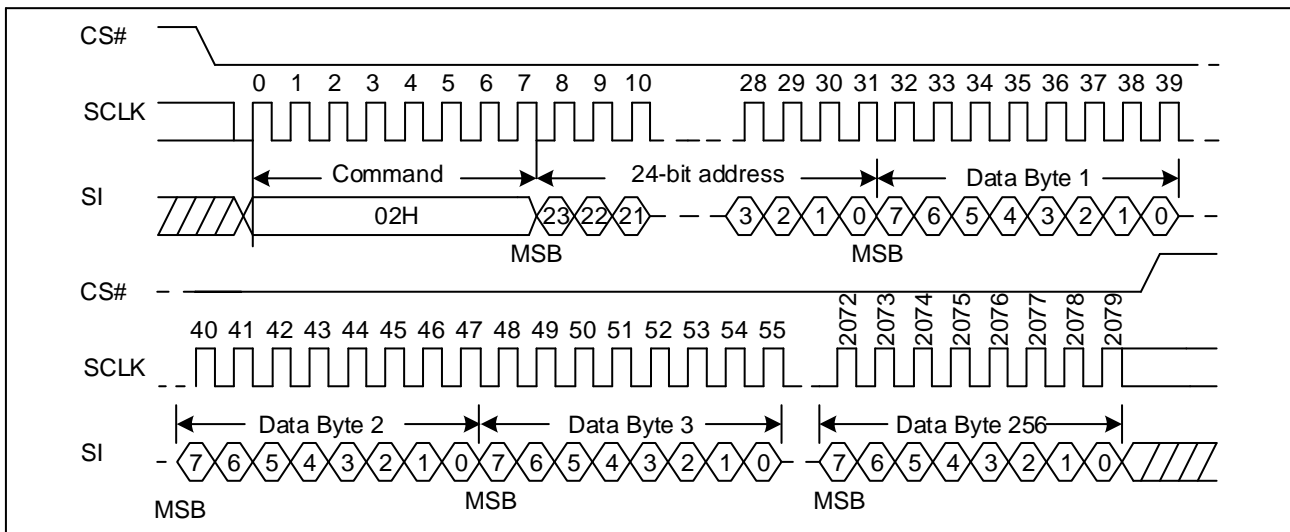 CS#
0 1 2 3 4 5 6 7 8 9 10 28 29 30 31 32 33 34 35 36 37 38 39
SCLK
Command 24-bit address Data Byte 1
SI
02H 23 22 21 3 2 1 0 7 6 5 4 3 2 1 0
MSB MSB
CS#
40 41 42 43 44 45 46 47 48 49 50 51 52 53 54 55 2072 2073 2074 2075 2076 2077 2078 2079
SCLK
Data Byte 2 Data Byte 3 Data Byte 256
SI
7 6 5 4 3 2 1 0 7 6 5 4 3 2 1 0 7 6 5 4 3 2 1 0
MSB MSB MSB